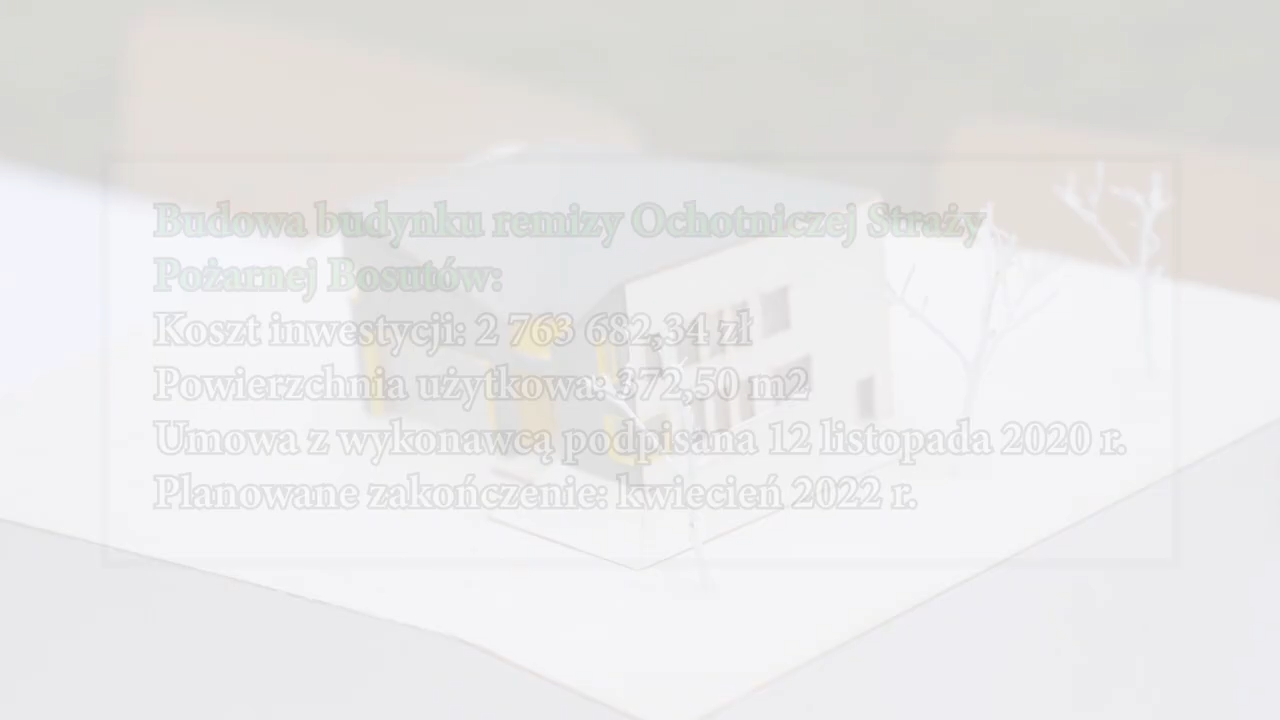 Budowa budynku remizy Ochotniczej Straży
Pożarnej Bosutów:
Koszt inwestycji: 2 763 682,34 zł
Powierzchnia użytkowa: 372,50 m2
Umowa z wykonawcą podpisana 12 listopada 2020 r.
Planowane zakończenie: kwiecień 2022 r.